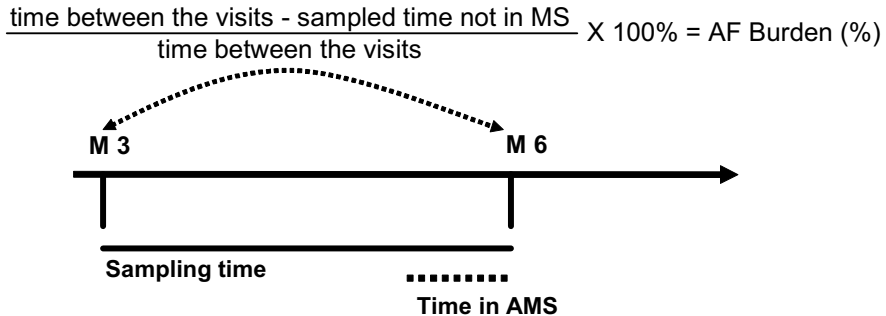 time between the visits - sampled time not in MS
time between the visits
X 100% = AF Burden (%)
M 3
M 6
Sampling time
Time in AMS